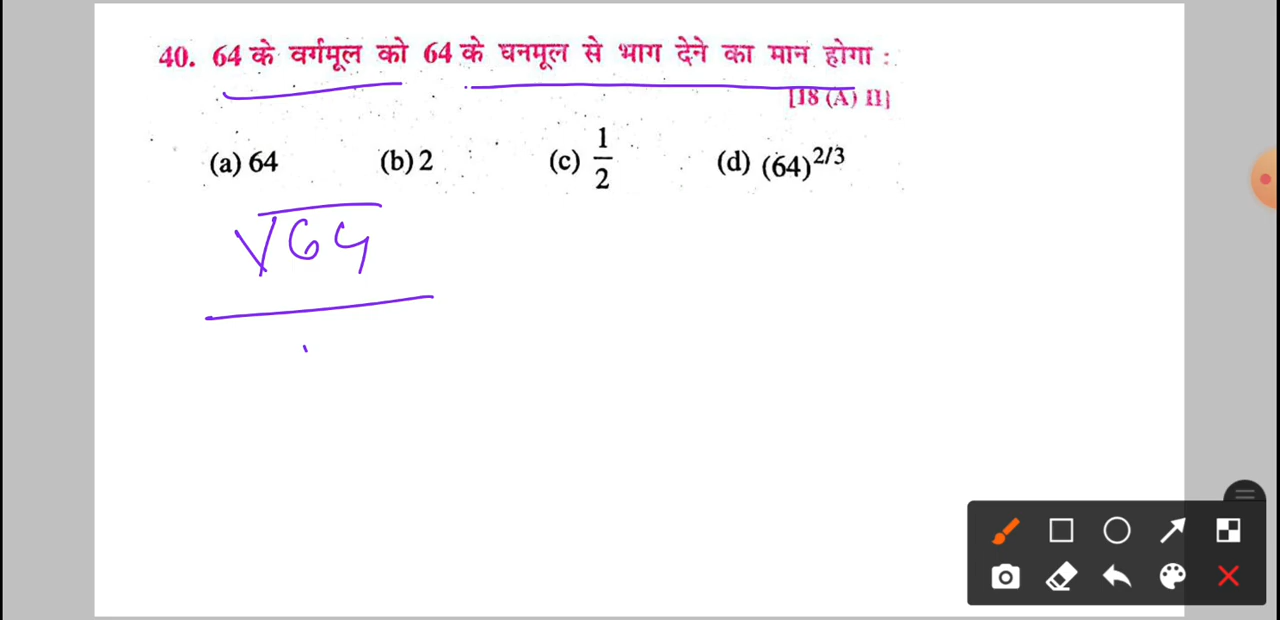 40. 64 के वर्गमूल को 64 के घनमूल से भाग देने का मान होगा :
[18 (A) II]
(a) 64 (b) 2 (c) 1/2 (d) (64)^2/3
√64